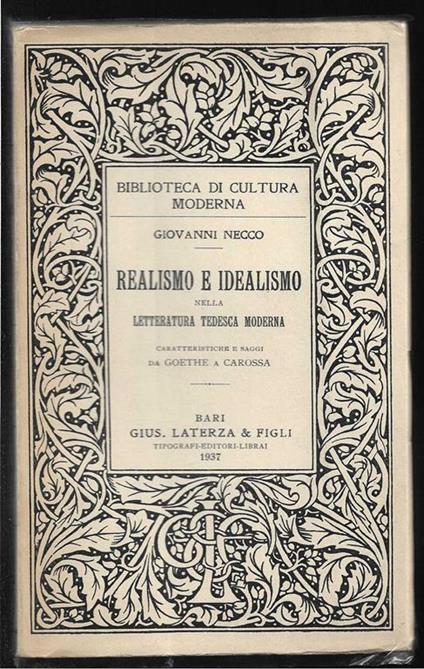 BIBLIOTECA DI CULTURA
MODERNA
GIOVANNI NECCO
REALISMO E IDEALISMO
NELLA
LETTERATURA TEDESCA MODERNA
CARATTERISTICHE E SAGGI
DA GOETHE A CAROSSA
BARI
GIUS. LATERZA & FIGLI
TIPOGRAFI-EDITORI-LIBRAI
1937